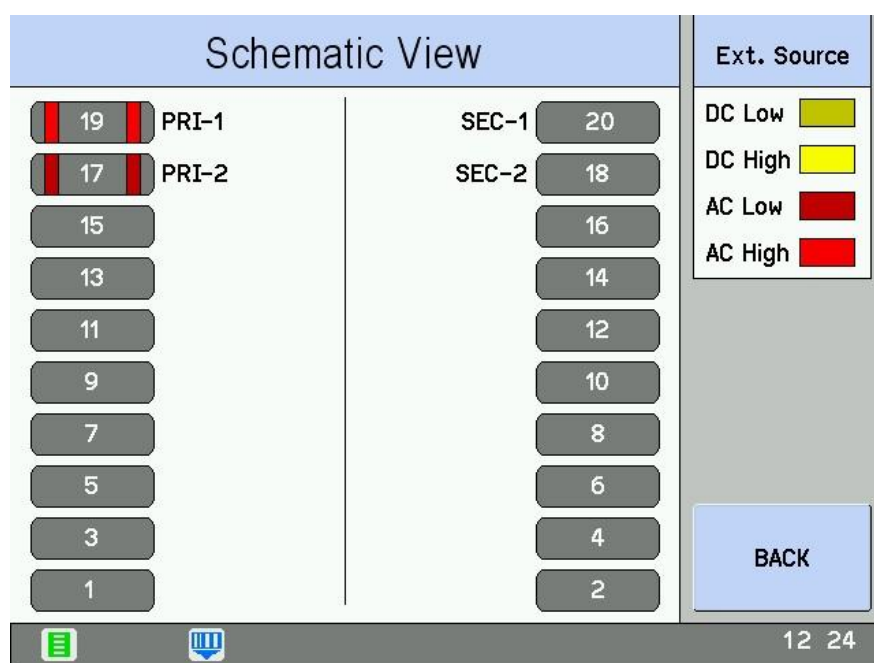 Schematic View
Ext. Source
19 PRI-1 SEC-1 20
17 PRI-2 SEC-2 18
15 16
13 14
11 12
9 10
7 8
5 6
3 4
1 2
DC Low
DC High
AC Low
AC High
BACK
12 24